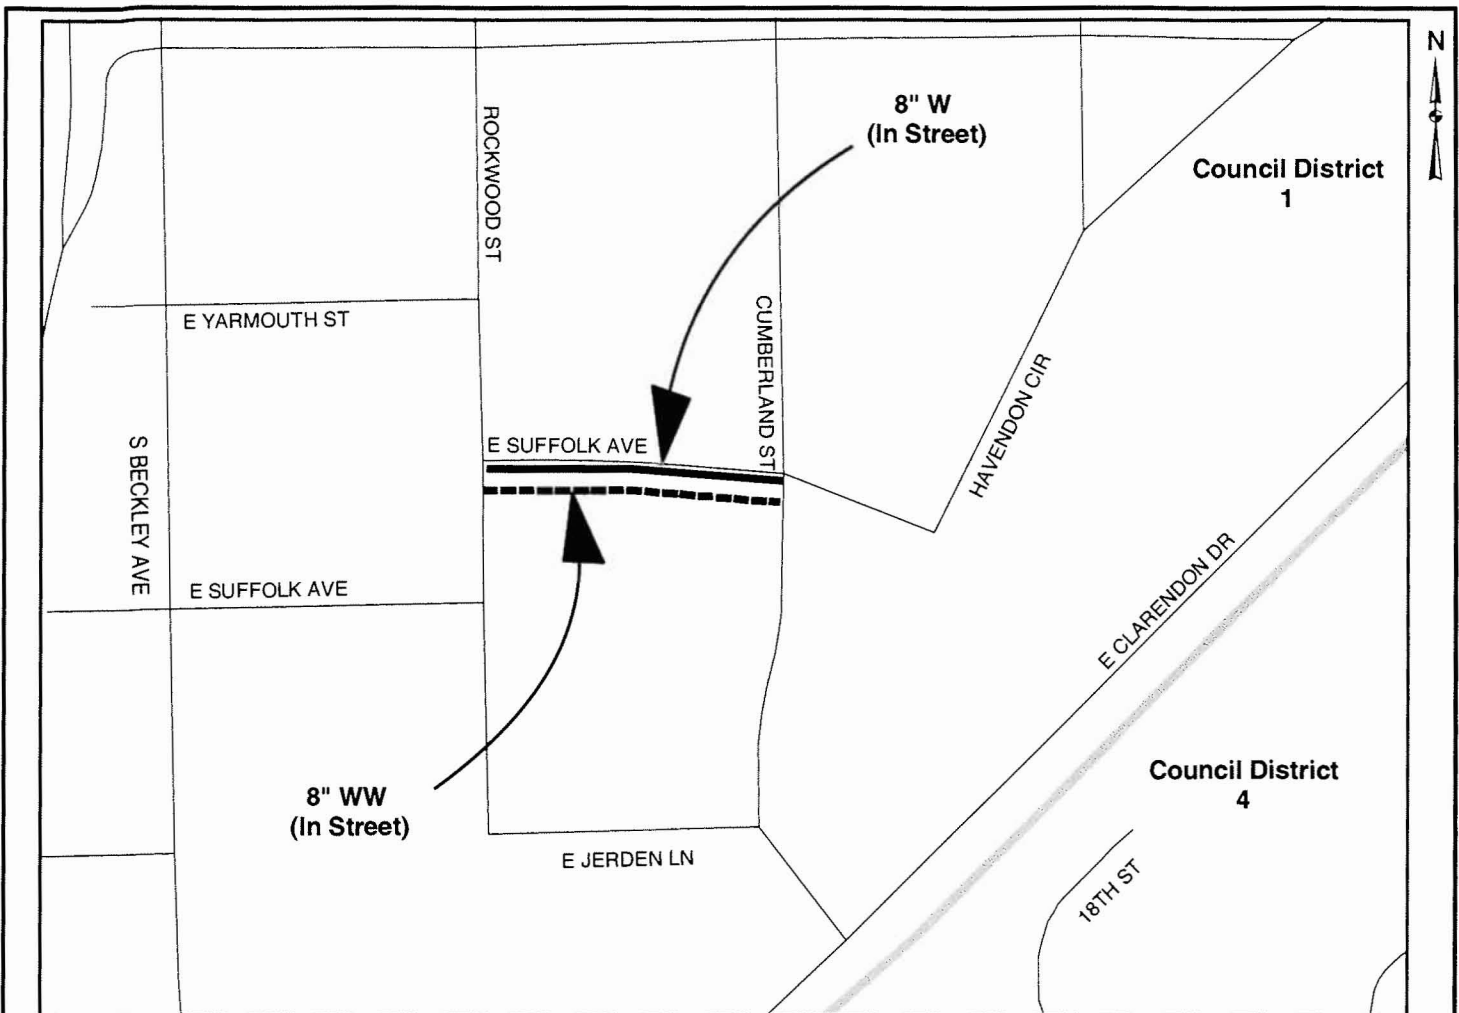 N
8" W
(In Street)
Council District
1
ROCKWOOD ST
E YARMOUTH ST
CUMBERLAND ST
HAVENDON CIR
E SUFFOLK AVE
S BECKLEY AVE
E SUFFOLK AVE
E CLARENDON DR
8" WW
(In Street)
Council District
4
E JERDEN LN
18TH ST